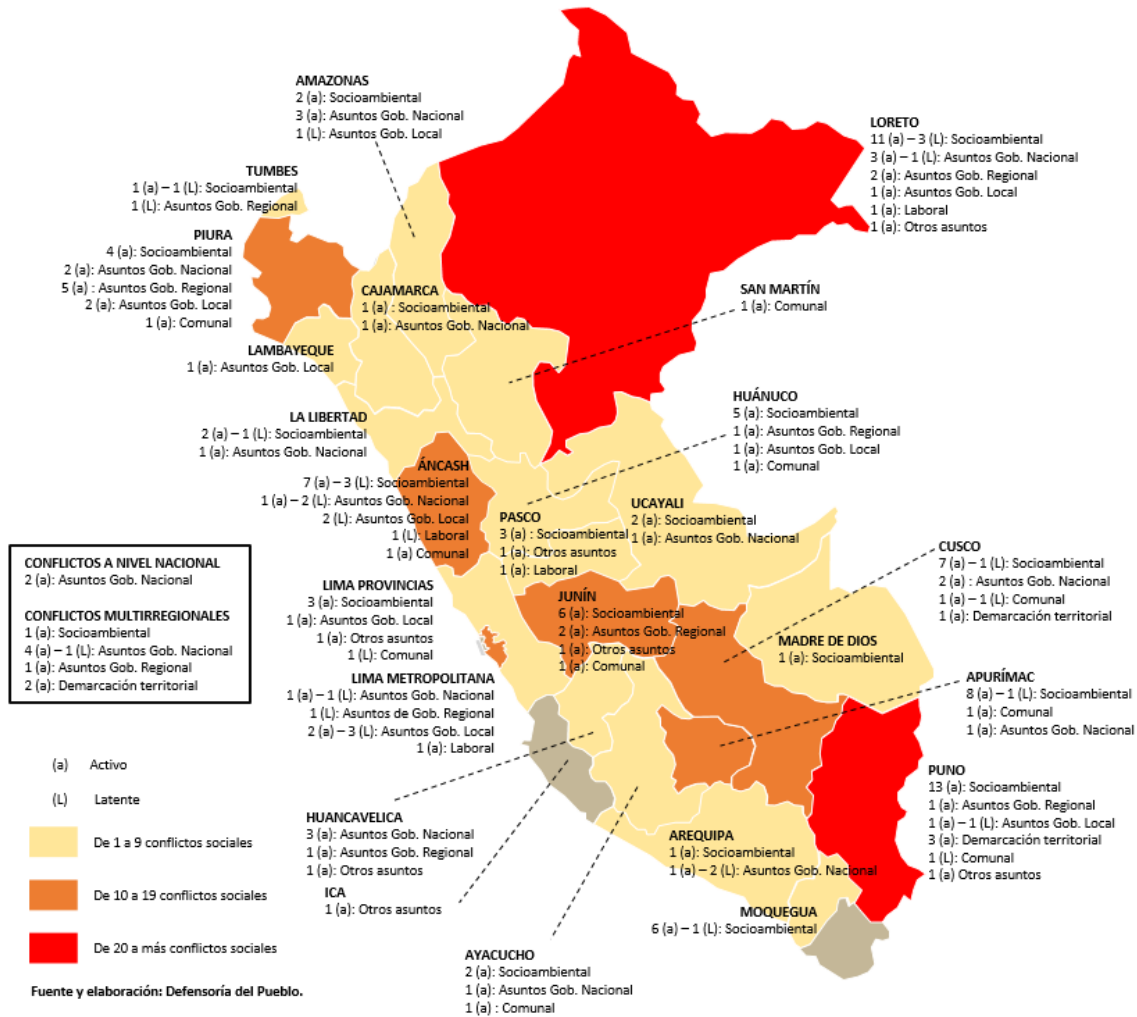 AMAZONAS
2 (a): Socioambiental
3 (a): Asuntos Gob. Nacional
1 (L): Asuntos Gob. Local
LORETO
11 (a) – 3 (L): Socioambiental
3 (a) – 1 (L): Asuntos Gob. Nacional
2 (a): Asuntos Gob. Regional
1 (a): Asuntos Gob. Local
1 (a): Laboral
1 (a): Otros asuntos
TUMBES
1 (a) – 1 (L): Socioambiental
1 (L): Asuntos Gob. Regional
PIURA
4 (a): Socioambiental
2 (a): Asuntos Gob. Nacional
5 (a) : Asuntos Gob. Regional
2 (a): Asuntos Gob. Local
1 (a): Comunal
CAJAMARCA
1 (a) : Socioambiental
1 (a): Asuntos Gob. Nacional
SAN MARTÍN
1 (a): Comunal
LAMBAYEQUE
1 (a): Asuntos Gob. Local
HUÁNUCO
5 (a): Socioambiental
1 (a): Asuntos Gob. Regional
1 (a): Asuntos Gob. Local
1 (a): Comunal
LA LIBERTAD
2 (a) – 1 (L): Socioambiental
1 (a): Asuntos Gob. Nacional
ÁNCASH
7 (a) – 3 (L): Socioambiental
1 (a) – 2 (L): Asuntos Gob. Nacional
2 (L): Asuntos Gob. Local
1 (L): Laboral
1 (a) Comunal
PASCO
3 (a) : Socioambiental
1 (a): Otros asuntos
1 (a): Laboral
UCAYALI
2 (a): Socioambiental
1 (a): Asuntos Gob. Nacional
CUSCO
7 (a) – 1 (L): Socioambiental
2 (a) : Asuntos Gob. Nacional
1 (a) – 1 (L): Comunal
1 (a): Demarcación territorial
CONFLICTOS A NIVEL NACIONAL
2 (a): Asuntos Gob. Nacional
CONFLICTOS MULTIRREGIONALES
1 (a): Socioambiental
4 (a) – 1 (L): Asuntos Gob. Nacional
1 (a): Asuntos Gob. Regional
2 (a): Demarcación territorial
LIMA PROVINCIAS
3 (a): Socioambiental
1 (a): Asuntos Gob. Local
1 (a): Otros asuntos
1 (L): Comunal
JUNÍN
6 (a): Socioambiental
2 (a): Asuntos Gob. Regional
1 (a): Otros asuntos
1 (a): Comunal
MADRE DE DIOS
1 (a): Socioambiental
LIMA METROPOLITANA
1 (a) – 1 (L): Asuntos Gob. Nacional
1 (L): Asuntos de Gob. Regional
2 (a) – 3 (L): Asuntos Gob. Local
1 (a): Laboral
APURÍMAC
8 (a) – 1 (L): Socioambiental
1 (a): Comunal
1 (a): Asuntos Gob. Nacional
(a) Activo
(L) Latente
De 1 a 9 conflictos sociales
De 10 a 19 conflictos sociales
De 20 a más conflictos sociales
PUNO
13 (a): Socioambiental
1 (a): Asuntos Gob. Regional
1 (a) – 1 (L): Asuntos Gob. Local
3 (a): Demarcación territorial
1 (L): Comunal
1 (a) Otros asuntos
HUANCAVELICA
3 (a): Asuntos Gob. Nacional
1 (a): Asuntos Gob. Regional
1 (a): Otros asuntos
AREQUIPA
1 (a): Socioambiental
1 (a) – 2 (L): Asuntos Gob. Nacional
ICA
1 (a): Otros asuntos
MOQUEGUA
6 (a) – 1 (L): Socioambiental
AYACUCHO
2 (a): Socioambiental
1 (a): Asuntos Gob. Nacional
1 (a) : Comunal
Fuente y elaboración: Defensoría del Pueblo.